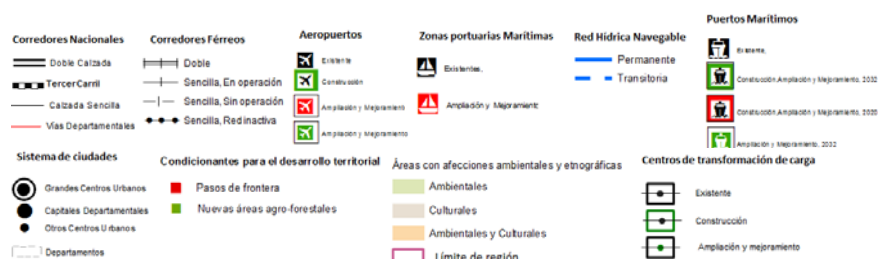 Corredores Nacionales
Doble Calzada
TercerCarril
Calzada Sencilla
Vías Departamentales
Corredores Férreos
Doble
Sencilla, En operación
Sencilla, Sin operación
Sencilla, Red inactiva
Aeropuertos
Existente
Construcción
Ampliación y Mejoramiento
Ampliación y Mejoramiento
Zonas portuarias Marítimas
Existentes.
Ampliación y Mejoramiento
Red Hídrica Navegable
Permanente
Transitoria
Puertos Marítimos
Existente,
Construcción,Ampliación y Mejoramiento, 2032
Construcción,Ampliación y Mejoramiento, 2020
Ampliación y Mejoramiento, 2032
Sistema de ciudades
Grandes Centros Urbanos
Capitales Departamentales
Otros Centros Urbanos
Departamentos
Condicionantes para el desarrollo territorial
Pasos de frontera
Nuevas áreas agro-forestales
Áreas con afecciones ambientales y etnográficas
Ambientales
Culturales
Ambientales y Culturales
Límite de región
Centros de transformación de carga
Existente
Construcción
Ampliación y mejoramiento